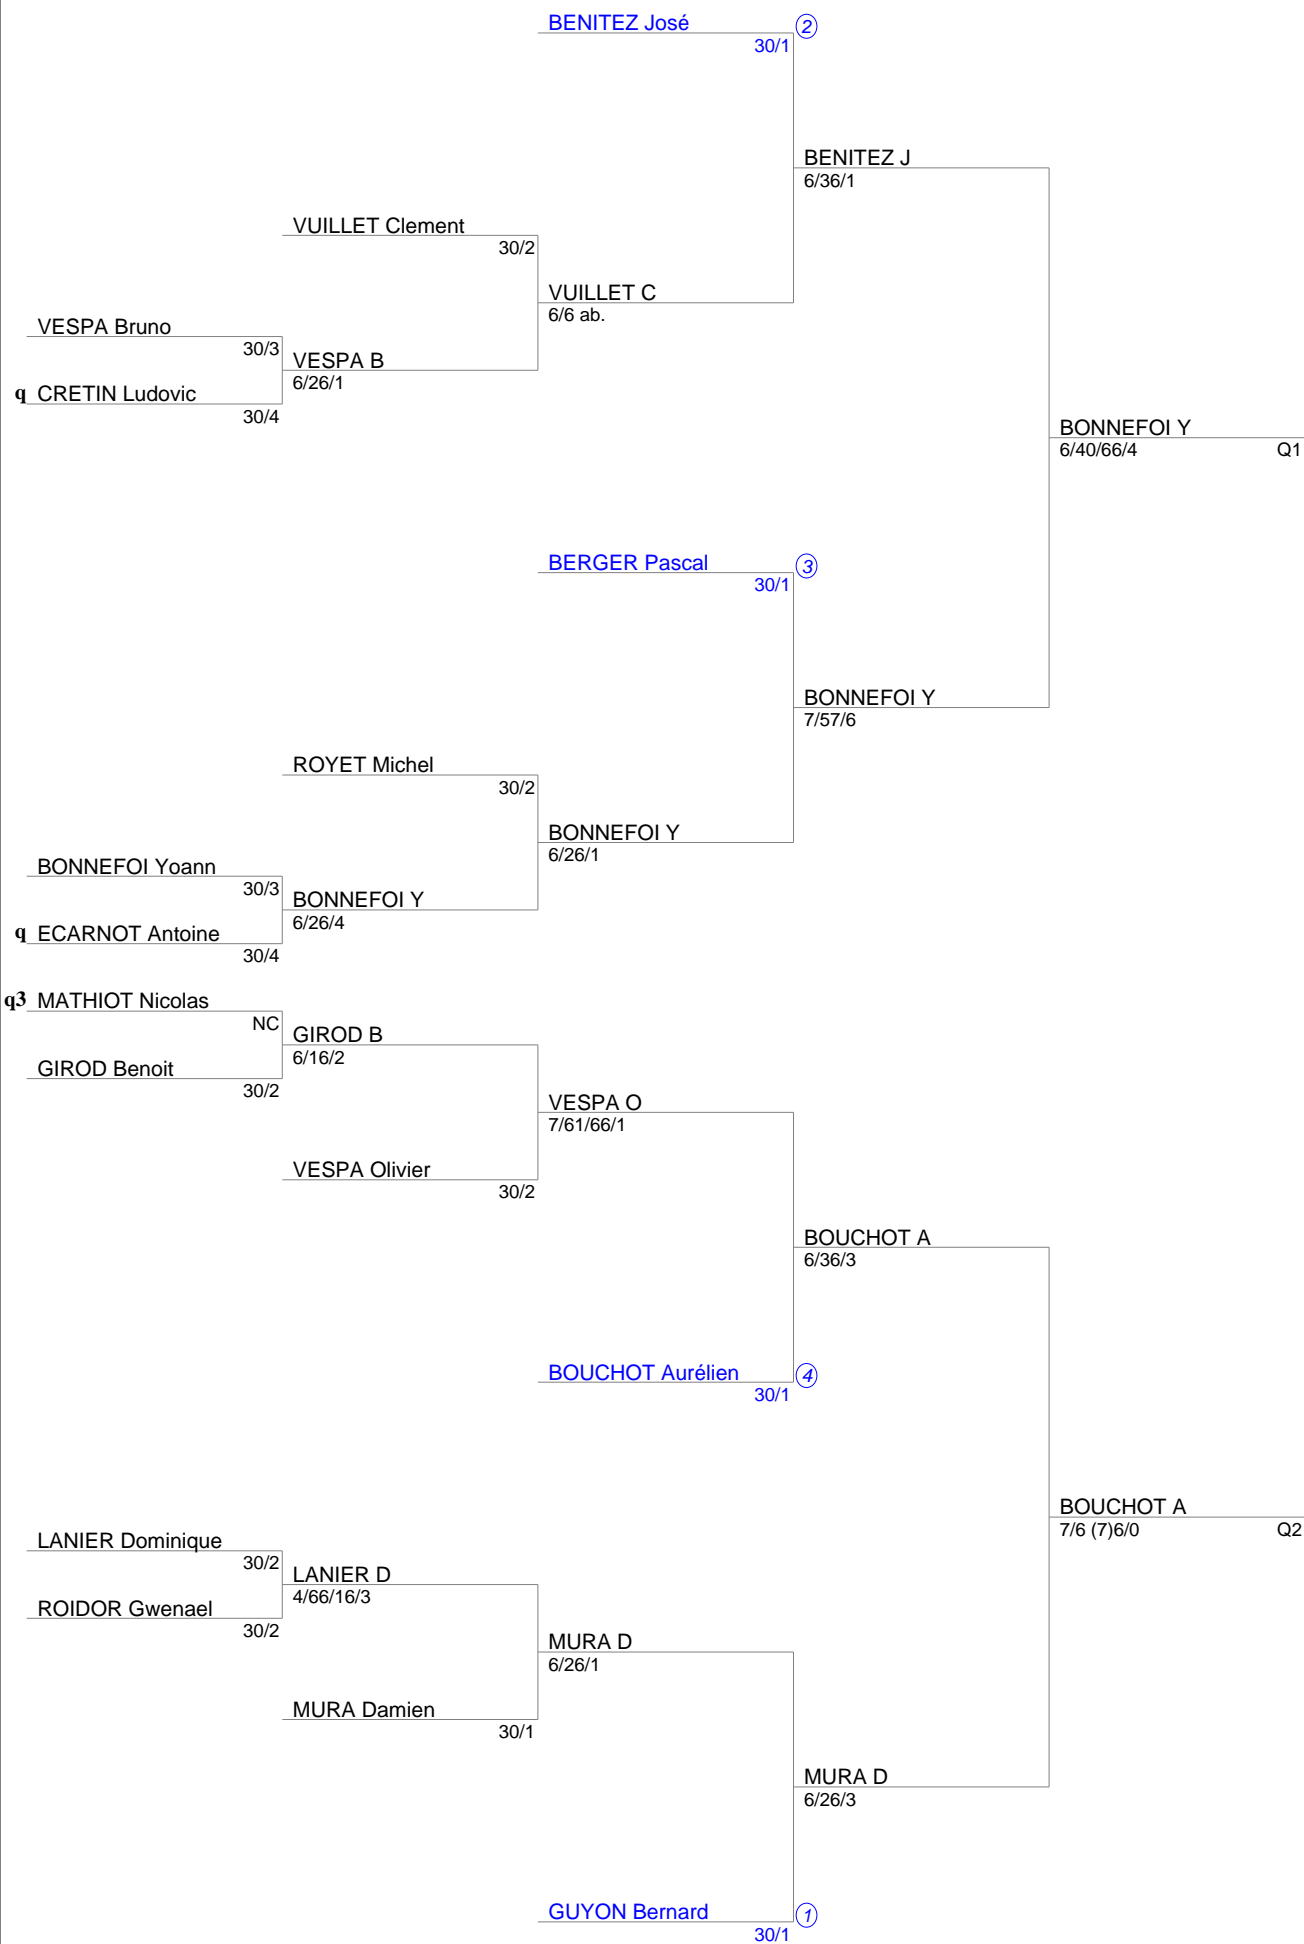 BENITEZ José
2
30/1
BENITEZ J
6/36/1
VUILLET Clement
30/2
VUILLET C
6/6 ab.
VESPA Bruno
30/3
VESPA B
6/26/1
q CRETIN Ludovic
30/4
BONNEFOI Y
6/40/66/4
Q1
BERGER Pascal
3
30/1
BONNEFOI Y
7/57/6
ROYET Michel
30/2
BONNEFOI Y
6/26/1
BONNEFOI Yoann
30/3
BONNEFOI Y
6/26/4
q ECARNOT Antoine
30/4
q3 MATHIOT Nicolas
NC
GIROD B
6/16/2
GIROD Benoit
30/2
VESPA O
7/61/66/1
VESPA Olivier
30/2
BOUCHOT A
6/36/3
BOUCHOT Aurélien
4
30/1
BOUCHOT A
7/6 (7)6/0
Q2
LANIER Dominique
30/2
LANIER D
4/66/16/3
ROIDOR Gwenael
30/2
MURA D
6/26/1
MURA Damien
30/1
MURA D
6/26/3
GUYON Bernard
1
30/1